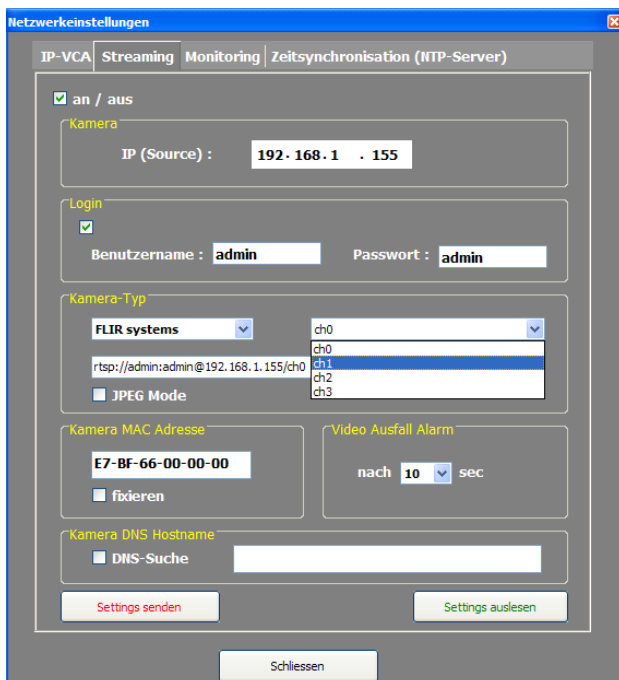 Netzwerkeinstellungen
IP-VCA Streaming Monitoring Zeitsynchronisation (NTP-Server)
an / aus
Kamera
IP (Source) : 192. 168. 1 . 155
Login
Benutzername : admin Passwort : admin
Kamera-Typ
FLIR systems ch0
ch0
rtsp://admin:admin@192.168.1.155/ch0 ch1
ch2
JPEG Mode ch3
Kamera MAC Adresse Video Ausfall Alarm
E7-BF-66-00-00-00
nach 10 sec
fixieren
Kamera DNS Hostname
DNS-Suche
Settings senden Settings auslesen
Schliessen